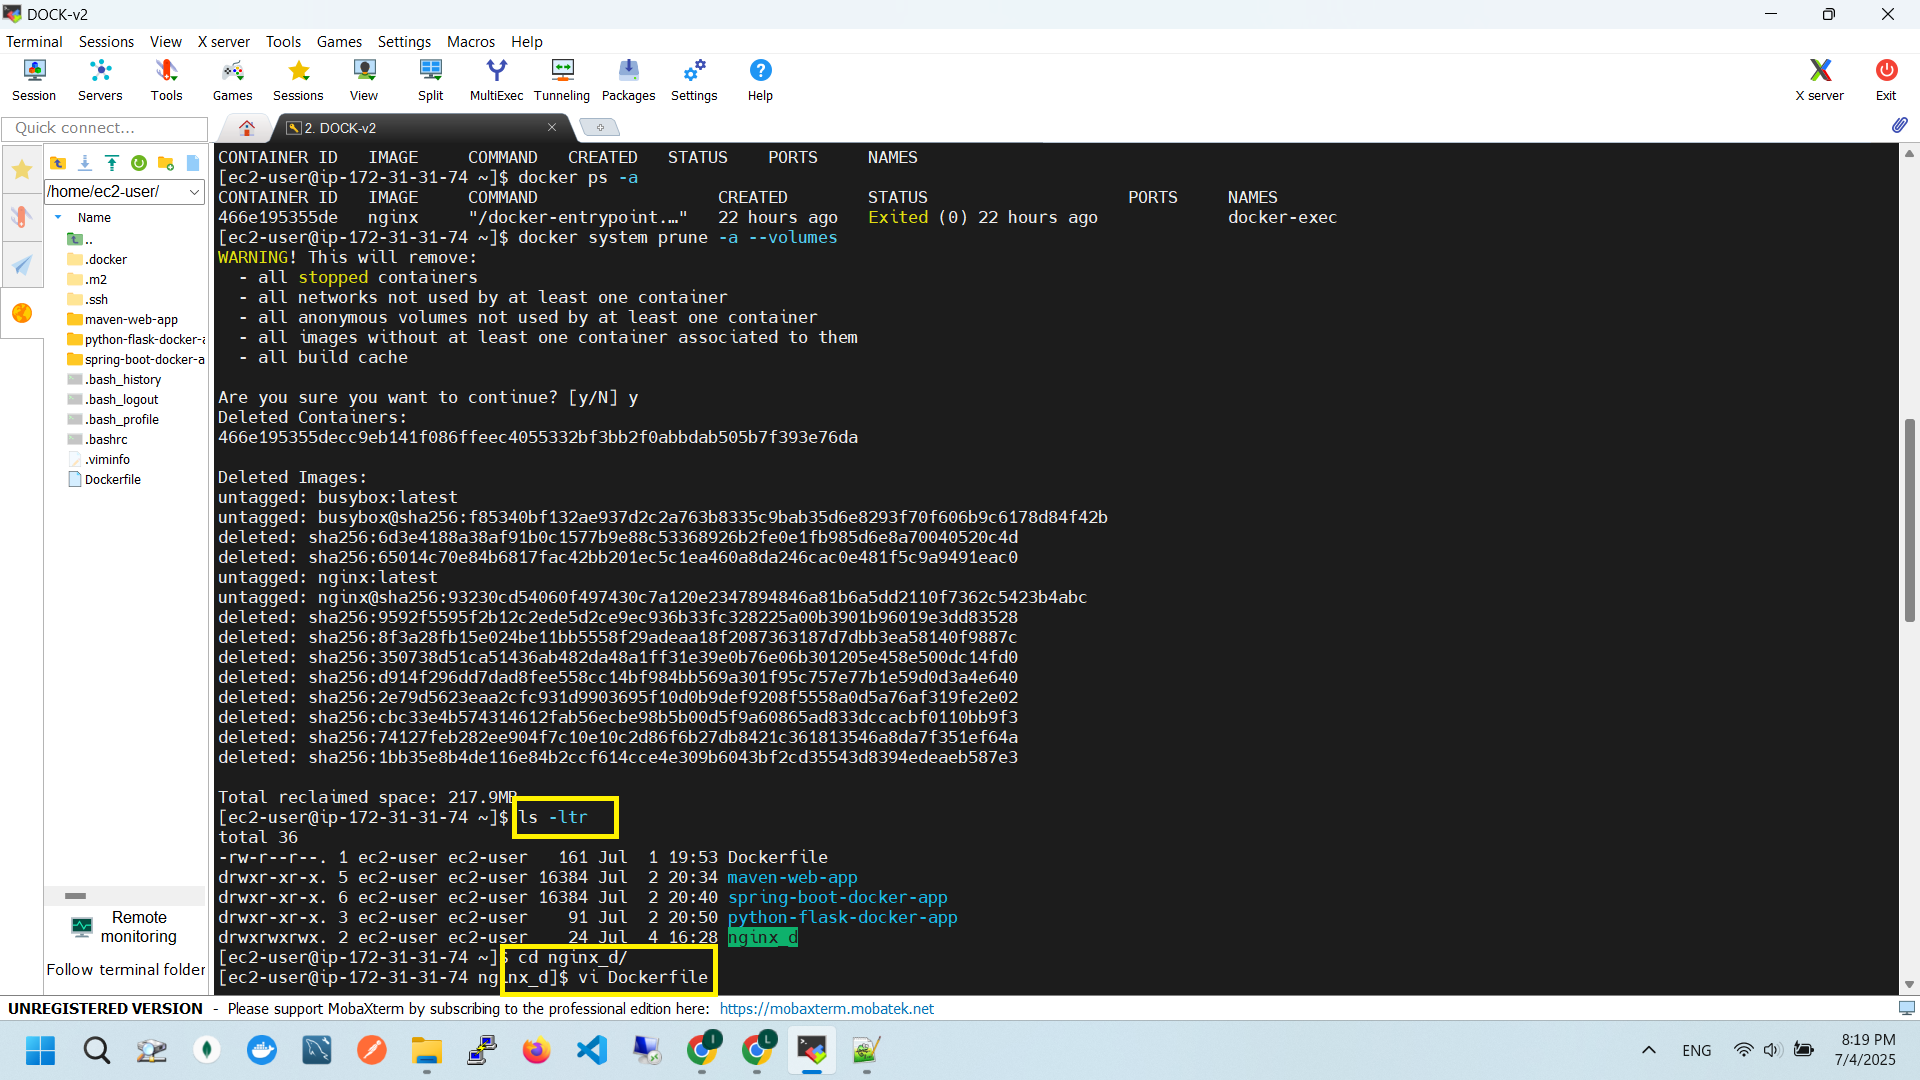 DOCK-v2
Terminal Sessions View X server Tools Games Settings Macros Help
Session Servers Tools Games Sessions View Split MultiExec Tunneling Packages Settings Help X server Exit
Quick connect...
2. DOCK-v2
/home/ec2-user/
Name
..
.docker
.m2
.ssh
maven-web-app
python-flask-docker-a
spring-boot-docker-a
.bash_history
.bash_logout
.bash_profile
.bashrc
.viminfo
Dockerfile
Remote monitoring
Follow terminal folder
CONTAINER ID   IMAGE     COMMAND   CREATED   STATUS    PORTS     NAMES
[ec2-user@ip-172-31-31-74 ~]$ docker ps -a
CONTAINER ID   IMAGE     COMMAND                  CREATED        STATUS                    PORTS     NAMES
466e195355de   nginx     "/docker-entrypoint.…"   22 hours ago   Exited (0) 22 hours ago             docker-exec
[ec2-user@ip-172-31-31-74 ~]$ docker system prune -a --volumes
WARNING! This will remove:
  - all stopped containers
  - all networks not used by at least one container
  - all anonymous volumes not used by at least one container
  - all images without at least one container associated to them
  - all build cache
Are you sure you want to continue? [y/N] y
Deleted Containers:
466e195355decc9eb141f086ffeec4055332bf3bb2f0abbdab505b7f393e76da
Deleted Images:
untagged: busybox:latest
untagged: busybox@sha256:f85340bf132ae937d2c2a763b8335c9bab35d6e8293f70f606b9c6178d84f42b
deleted: sha256:6d3e4188a38af91b0c1577b9e88c53368926b2fe0e1fb985d6e8a70040520c4d
deleted: sha256:65014c70e84b6817fac42bb201ec5c1ea460a8da246cac0e481f5c9a9491eac0
untagged: nginx:latest
untagged: nginx@sha256:93230cd54060f497430c7a120e2347894846a81b6a5dd2110f7362c5423b4abc
deleted: sha256:9592f5595f2b12c2ede5d2ce9ec936b33fc328225a00b3901b96019e3dd83528
deleted: sha256:8f3a28fb15e024be11bb5558f29adeaa18f2087363187d7dbb3ea58140f9887c
deleted: sha256:350738d51ca51436ab482da48a1ff31e39e0b76e06b301205e458e500dc14fd0
deleted: sha256:d914f296dd7dad8fee558cc14bf984bb569a301f95c757e77b1e59d0d3a4e640
deleted: sha256:2e79d5623eaa2cfc931d9903695f10d0b9def9208f5558a0d5a76af319fe2e02
deleted: sha256:cbc33e4b574314612fab56ecbe98b5b00d5f9a60865ad833dccacbf0110bb9f3
deleted: sha256:74127feb282ee904f7c10e10c2d86f6b27db8421c361813546a8da7f351ef64a
deleted: sha256:1bb35e8b4de116e84b2ccf614cce4e309b6043bf2cd35543d8394edeaeb587e3
Total reclaimed space: 217.9MB
[ec2-user@ip-172-31-31-74 ~]$ ls -ltr
total 36
-rw-r--r--. 1 ec2-user ec2-user   161 Jul  1 19:53 Dockerfile
drwxr-xr-x. 5 ec2-user ec2-user 16384 Jul  2 20:34 maven-web-app
drwxr-xr-x. 6 ec2-user ec2-user 16384 Jul  2 20:40 spring-boot-docker-app
drwxr-xr-x. 3 ec2-user ec2-user    91 Jul  2 20:50 python-flask-docker-app
drwxrwxrwx. 2 ec2-user ec2-user    24 Jul  4 16:28 nginx_d
[ec2-user@ip-172-31-31-74 ~]$ cd nginx_d/
[ec2-user@ip-172-31-31-74 nginx_d]$ vi Dockerfile
UNREGISTERED VERSION - Please support MobaXterm by subscribing to the professional edition here: https://mobaxterm.mobatek.net
I
L
ENG
8:19 PM
7/4/2025